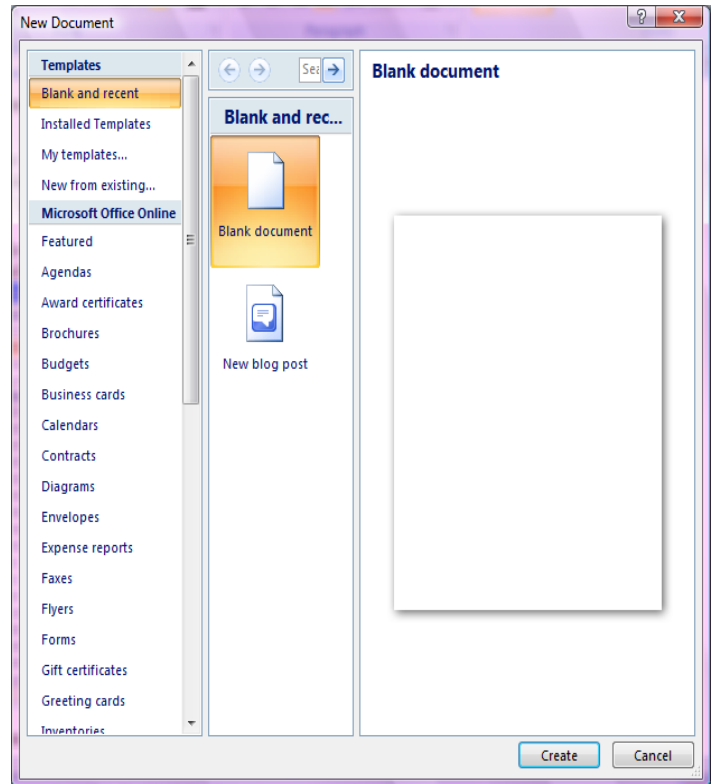 New Document
Templates
Blank and recent
Installed Templates
My templates...
New from existing...
Microsoft Office Online
Featured
Agendas
Award certificates
Brochures
Budgets
Business cards
Calendars
Contracts
Diagrams
Envelopes
Expense reports
Faxes
Flyers
Forms
Gift certificates
Greeting cards
Inventories
Sea
Blank and rec...
Blank document
New blog post
Blank document
Create
Cancel